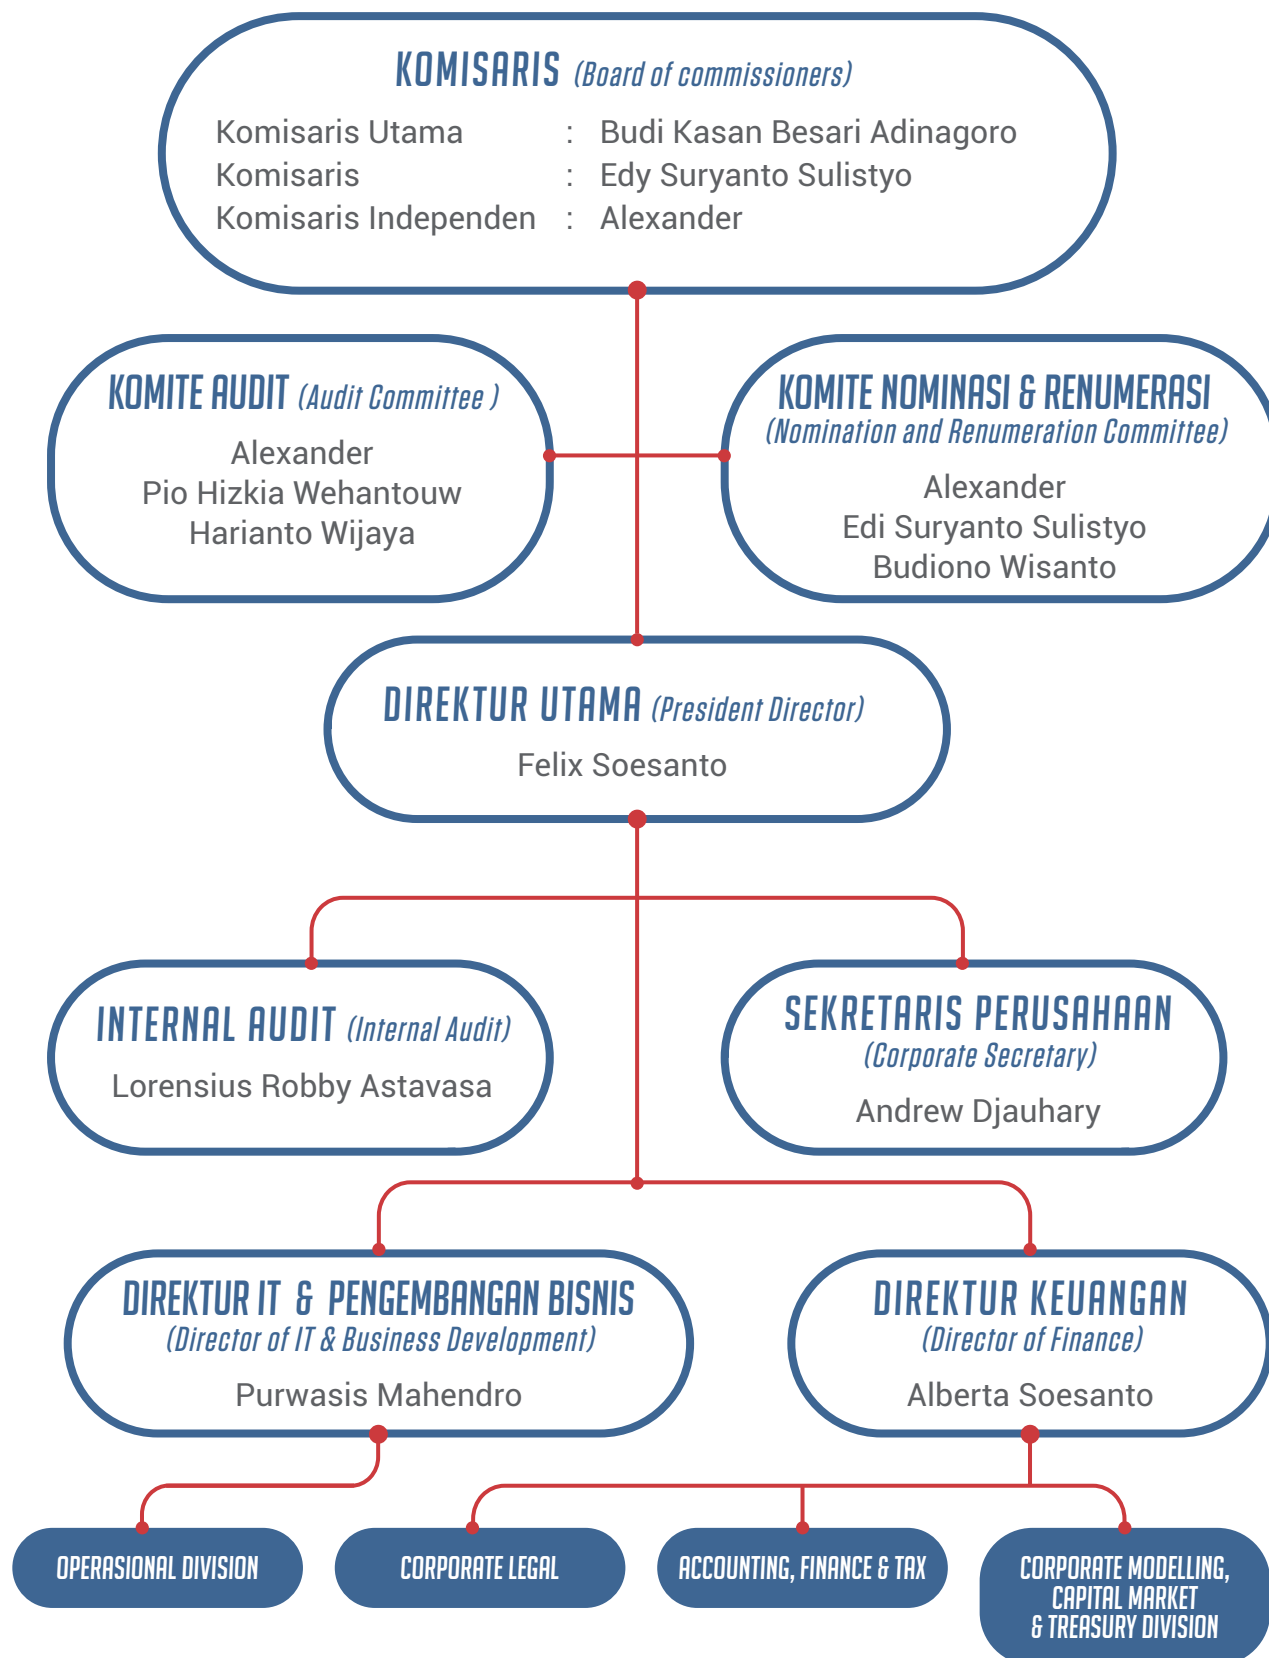 KOMISARIS (Board of commissioners)
Komisaris Utama : Budi Kasan Besari Adinagoro
Komisaris : Edy Suryanto Sulistyo
Komisaris Independen : Alexander
KOMITE AUDIT (Audit Committee )
Alexander
Pio Hizkia Wehantouw
Harianto Wijaya
KOMITE NOMINASI & RENUMERASI
(Nomination and Renumeration Committee)
Alexander
Edi Suryanto Sulistyo
Budiono Wisanto
DIREKTUR UTAMA (President Director)
Felix Soesanto
INTERNAL AUDIT (Internal Audit)
Lorensius Robby Astavasa
SEKRETARIS PERUSAHAAN
(Corporate Secretary)
Andrew Djauhary
DIREKTUR IT & PENGEMBANGAN BISNIS
(Director of IT & Business Development)
Purwasis Mahendro
DIREKTUR KEUANGAN
(Director of Finance)
Alberta Soesanto
OPERASIONAL DIVISION
CORPORATE LEGAL
ACCOUNTING, FINANCE & TAX
CORPORATE MODELLING,
CAPITAL MARKET
& TREASURY DIVISION